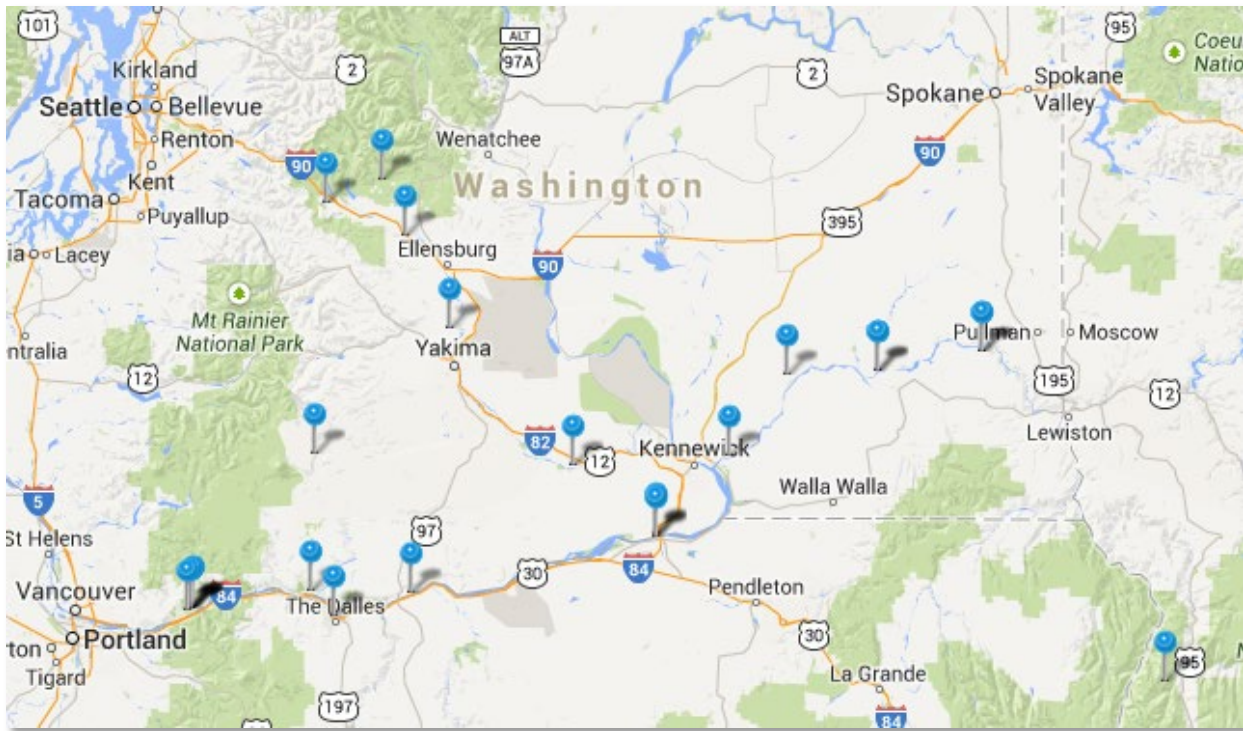 101
ALT
97A
95
Coeu
Natio
Kirkland
2
2
Seattle
Bellevue
Spokane
Spokane
Valley
Renton
Wenatchee
90
90
Kent
Washington
Tacoma
Puyallup
395
ia
Lacey
Ellensburg
90
Mt Rainier
National Park
Pullman
Moscow
ntralia
Yakima
12
195
12
82
Kennewick
Lewiston
12
5
Walla Walla
St Helens
97
84
30
Vancouver
84
The Dalles
Pendleton
Portland
30
rton
95
Tigard
La Grande
197
84